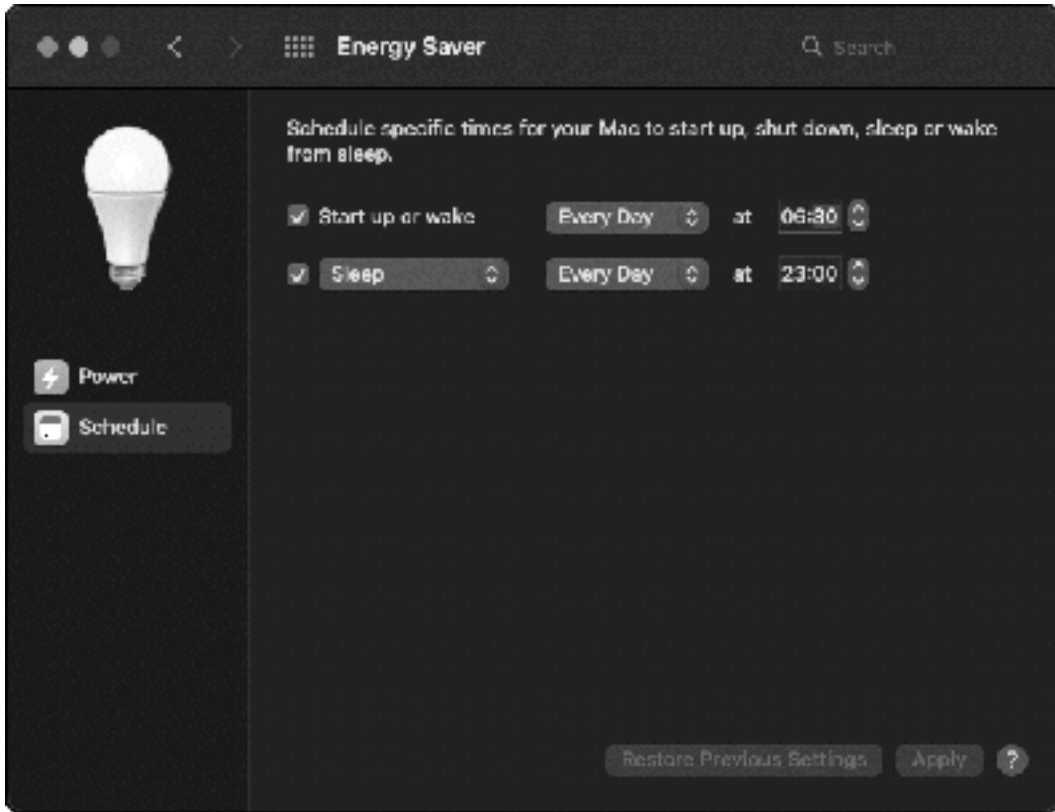 Energy Saver
Search
Schedule specific times for your Mac to start up, shut down, sleep or wake
from sleep.
Start up or wake Every Day at 06:30
Sleep Every Day at 23:00
Power
Schedule
Restore Previous Settings Apply ?